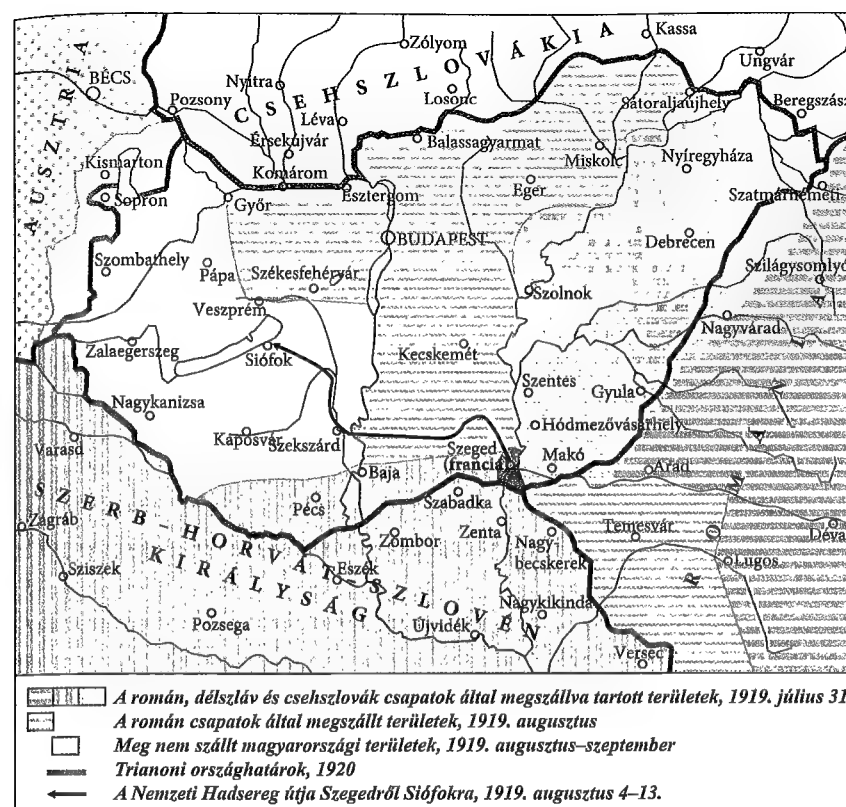 Kassa
Zólyom
Ungvár
AUSZTRIA
BÉCS
Nyitra
CSEHSZLOVÁKIA
Losonc
Pozsony
Léva
Sátoraljaújhely
Beregszász
Érsekújvár
Balassagyarmat
Miskolc
Kismarton
Komárom
Nyíregyháza
Sopron
Győr
Esztergom
Eger
Szatmárnémeti
BUDAPEST
Debrecen
Szombathely
Pápa
Székesfehérvár
Szilágysomlyó
Veszprém
Szolnok
Nagyvárad
Zalaegerszeg
Siófok
Kecskemét
Szentes
Gyula
Nagykanizsa
Kaposvár
Szekszárd
Hódmezővásárhely
Varasd
Szeged
(francia)
Makó
Baja
Arad
Pécs
Szabadka
SZERB-HORVÁT-SZLOVÉN
KIRÁLYSÁG
Zágráb
Zombor
Zenta
Temesvár
Déva
Nagy
becskerek
Lugos
Sziszek
Eszék
Pozsega
Újvidék
Nagykikinda
Versec
A román, délszláv és csehszlovák csapatok által megszállva tartott területek, 1919. július 31
A román csapatok által megszállt területek, 1919. augusztus
Meg nem szállt magyarországi területek, 1919. augusztus–szeptember
Trianoni országhatárok, 1920
A Nemzeti Hadsereg útja Szegedről Siófokra, 1919. augusztus 4–13.